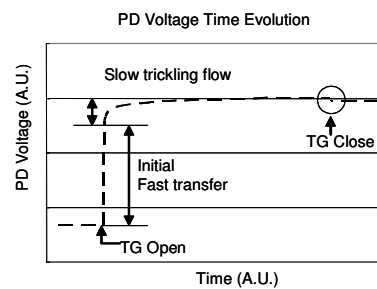 PD Voltage Time Evolution
PD Voltage (A.U.)
Slow trickling flow
TG Close
Initial
Fast transfer
TG Open
Time (A.U.)